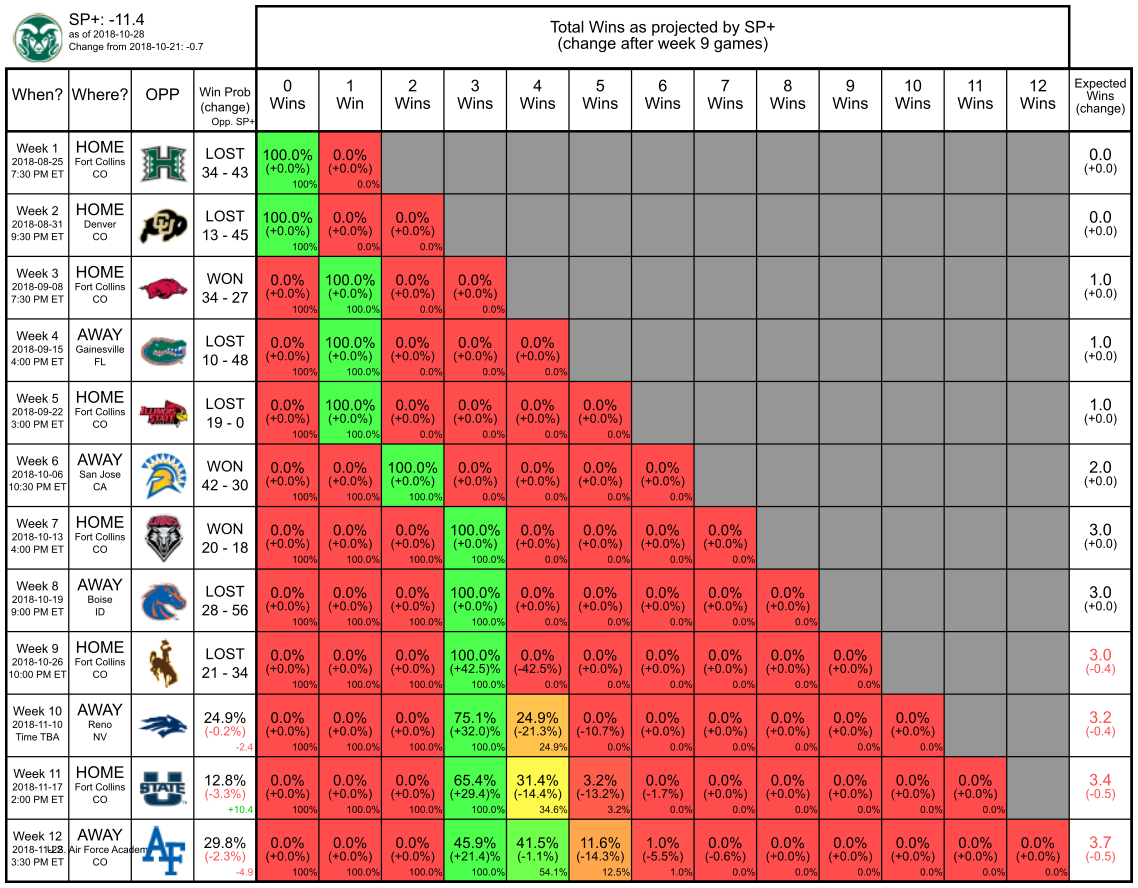 SP+: -11.4
as of 2018-10-28
Change from 2018-10-21: -0.7
Total Wins as projected by SP+
(change after week 9 games)
When? Where? OPP Win Prob (change) Opp. SP+ 0 Wins 1 Win 2 Wins 3 Wins 4 Wins 5 Wins 6 Wins 7 Wins 8 Wins 9 Wins 10 Wins 11 Wins 12 Wins Expected Wins (change)
Week 1 HOME LOST 100.0% 0.0% 0.0
2018-08-25 Fort Collins (+0.0%) (+0.0%) (+0.0)
7:30 PM ET CO 34 - 43 100% 0.0%
Week 2 HOME LOST 100.0% 0.0% 0.0% 0.0
2018-08-31 Denver (+0.0%) (+0.0%) (+0.0%) (+0.0)
9:30 PM ET CO 13 - 45 100% 0.0% 0.0%
Week 3 HOME WON 0.0% 100.0% 0.0% 0.0% 1.0
2018-09-08 Fort Collins (+0.0%) (+0.0%) (+0.0%) (+0.0%) (+0.0)
7:30 PM ET CO 34 - 27 100% 100.0% 0.0% 0.0%
Week 4 AWAY LOST 0.0% 100.0% 0.0% 0.0% 0.0% 1.0
2018-09-15 Gainesville (+0.0%) (+0.0%) (+0.0%) (+0.0%) (+0.0%) (+0.0)
4:00 PM ET FL 10 - 48 100% 100.0% 0.0% 0.0% 0.0%
Week 5 HOME ILLINOIS STATE LOST 0.0% 100.0% 0.0% 0.0% 0.0% 0.0% 1.0
2018-09-22 Fort Collins (+0.0%) (+0.0%) (+0.0%) (+0.0%) (+0.0%) (+0.0%) (+0.0)
3:00 PM ET CO 19 - 0 100% 100.0% 0.0% 0.0% 0.0% 0.0%
Week 6 AWAY WON 0.0% 0.0% 100.0% 0.0% 0.0% 0.0% 0.0% 2.0
2018-10-06 San Jose (+0.0%) (+0.0%) (+0.0%) (+0.0%) (+0.0%) (+0.0%) (+0.0%) (+0.0)
10:30 PM ET CA 42 - 30 100% 100.0% 100.0% 0.0% 0.0% 0.0% 0.0%
Week 7 HOME LOBOS WON 0.0% 0.0% 0.0% 100.0% 0.0% 0.0% 0.0% 0.0% 3.0
2018-10-13 Fort Collins (+0.0%) (+0.0%) (+0.0%) (+0.0%) (+0.0%) (+0.0%) (+0.0%) (+0.0%) (+0.0)
4:00 PM ET CO 20 - 18 100% 100.0% 100.0% 100.0% 0.0% 0.0% 0.0% 0.0%
Week 8 AWAY LOST 0.0% 0.0% 0.0% 100.0% 0.0% 0.0% 0.0% 0.0% 0.0% 3.0
2018-10-19 Boise (+0.0%) (+0.0%) (+0.0%) (+0.0%) (+0.0%) (+0.0%) (+0.0%) (+0.0%) (+0.0%) (+0.0)
9:00 PM ET ID 28 - 56 100% 100.0% 100.0% 100.0% 0.0% 0.0% 0.0% 0.0% 0.0%
Week 9 HOME LOST 0.0% 0.0% 0.0% 100.0% 0.0% 0.0% 0.0% 0.0% 0.0% 0.0% 3.0
2018-10-26 Fort Collins (+0.0%) (+0.0%) (+0.0%) (+42.5)% (-42.5%) (+0.0%) (+0.0%) (+0.0%) (+0.0%) (+0.0%) (-0.4)
10:00 PM ET CO 21 - 34 100% 100.0% 100.0% 100.0% 0.0% 0.0% 0.0% 0.0% 0.0% 0.0%
Week 10 AWAY 24.9% 0.0% 0.0% 0.0% 75.1% 24.9% 0.0% 0.0% 0.0% 0.0% 0.0% 0.0% 3.2
2018-11-10 Reno (-0.2%) (+0.0%) (+0.0%) (+0.0%) (+32.0)% (-21.3%) (-10.7%) (+0.0%) (+0.0%) (+0.0%) (+0.0%) (+0.0%) (-0.4)
Time TBA NV -2.4 100% 100.0% 100.0% 100.0% 24.9% 0.0% 0.0% 0.0% 0.0% 0.0% 0.0%
Week 11 HOME U STATE 12.8% 0.0% 0.0% 0.0% 65.4% 31.4% 3.2% 0.0% 0.0% 0.0% 0.0% 0.0% 0.0% 3.4
2018-11-17 Fort Collins (-3.3%) (+0.0%) (+0.0%) (+0.0%) (+29.4)% (-14.4%) (-13.2%) (-1.7%) (+0.0%) (+0.0%) (+0.0%) (+0.0%) (+0.0%) (-0.5)
2:00 PM ET CO +10.4 100% 100.0% 100.0% 100.0% 34.6% 3.2% 0.0% 0.0% 0.0% 0.0% 0.0% 0.0%
Week 12 AWAY AF 29.8% 0.0% 0.0% 0.0% 45.9% 41.5% 11.6% 1.0% 0.0% 0.0% 0.0% 0.0% 0.0% 0.0% 3.7
Air Force Academy (-2.3%) (+0.0%) (+0.0%) (+0.0%) (+21.4)% (-1.1%) (-14.3%) (-5.5%) (-0.6%) (+0.0%) (+0.0%) (+0.0%) (+0.0%) (+0.0%) (-0.5)
3:30 PM ET CO -4.9 100% 100.0% 100.0% 100.0% 54.1% 12.5% 1.0% 0.0% 0.0% 0.0% 0.0% 0.0% 0.0%